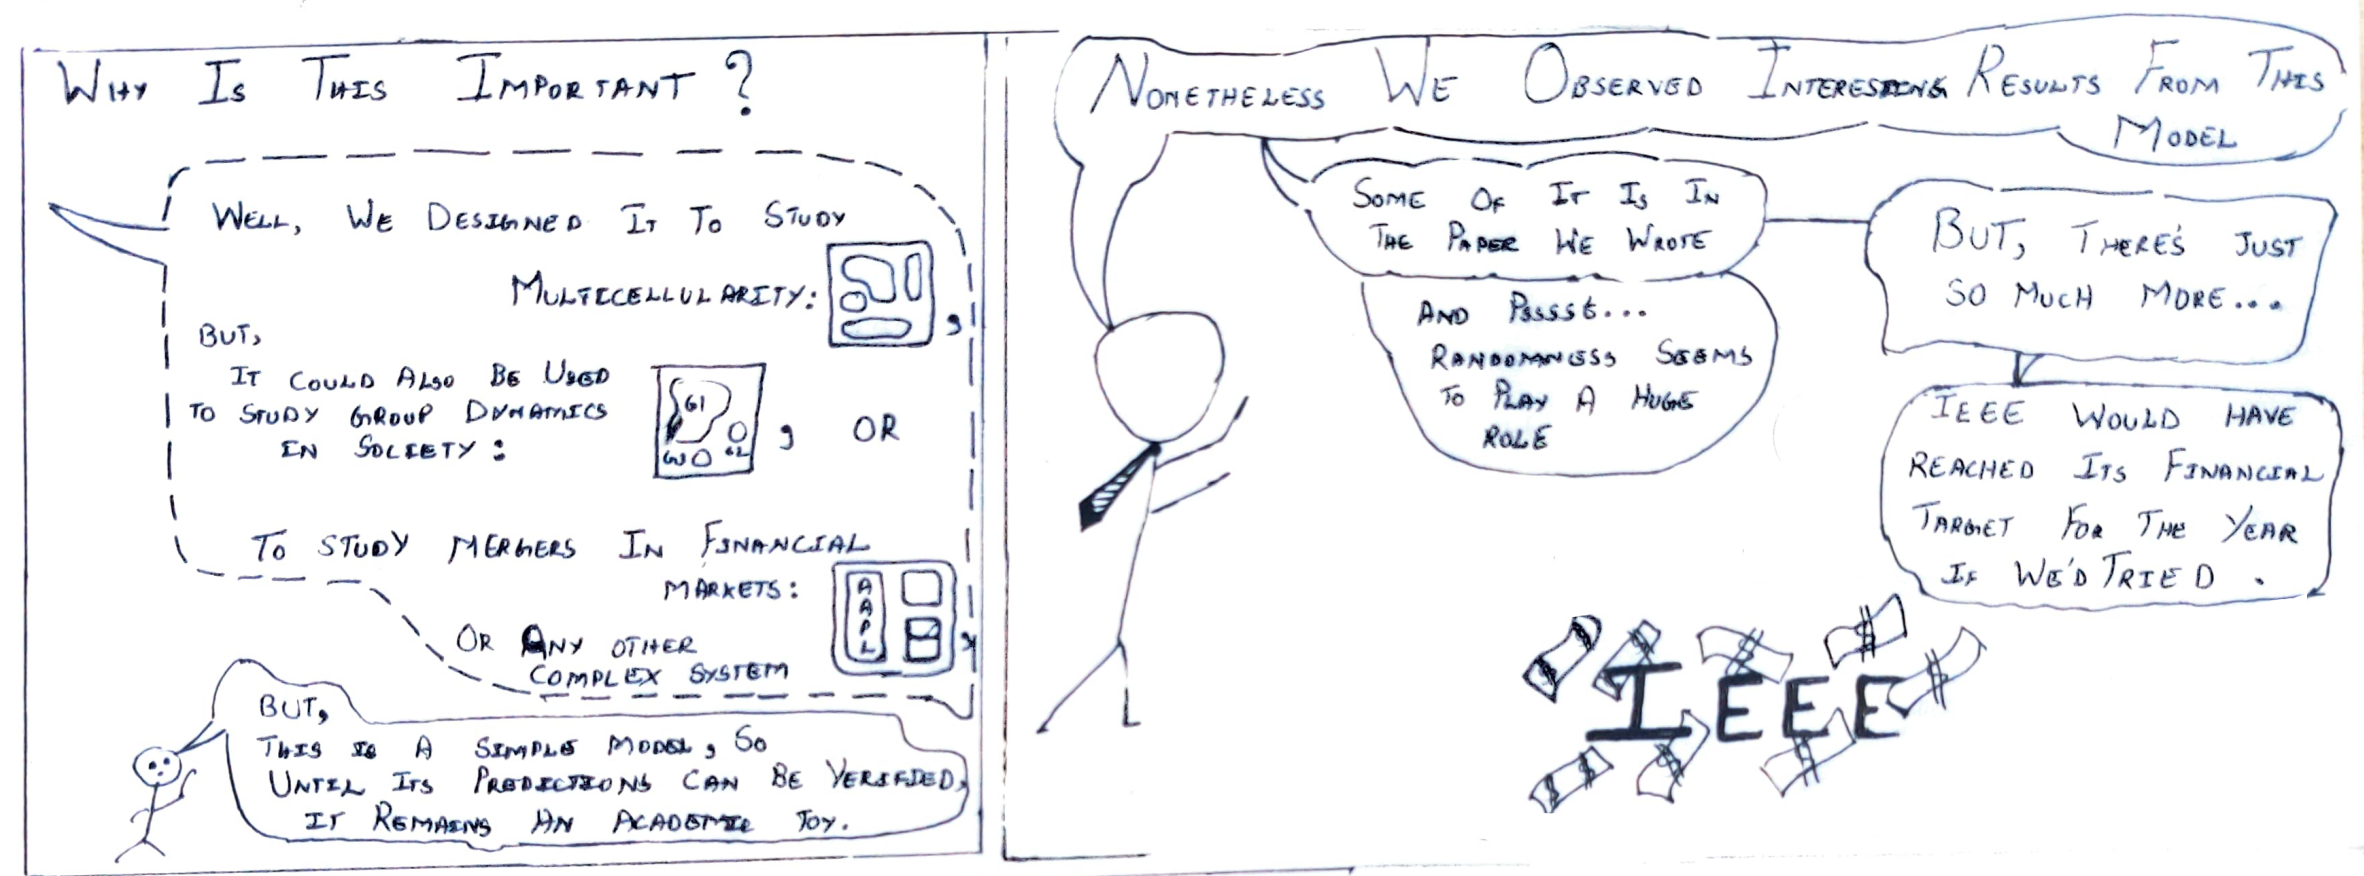 WHY IS THIS IMPORTANT?
WELL, WE DESIGNED IT TO STUDY
MULTICELLULARITY:
,
BUT,
IT COULD ALSO BE USED
TO STUDY GROUP DYNAMICS
IN SOCIETY:
G1
G2
G3
, OR
TO STUDY MERGERS IN FINANCIAL
MARKETS:
AAPL
,
OR ANY OTHER
COMPLEX SYSTEM
BUT,
THIS IS A SIMPLE MODEL, SO
UNTIL ITS PREDICTIONS CAN BE VERIFIED,
IT REMAINS AN ACADEMIC TOY.
NONETHELESS WE OBSERVED INTERESTING RESULTS FROM THIS
MODEL
SOME OF IT IS IN
THE PAPER WE WROTE
AND PSSSST...
RANDOMNESS SEEMS
TO PLAY A HUGE
ROLE
BUT, THERE'S JUST
SO MUCH MORE...
IEEE WOULD HAVE
REACHED ITS FINANCIAL
TARGET FOR THE YEAR
IF WE'D TRIED.
IEEE